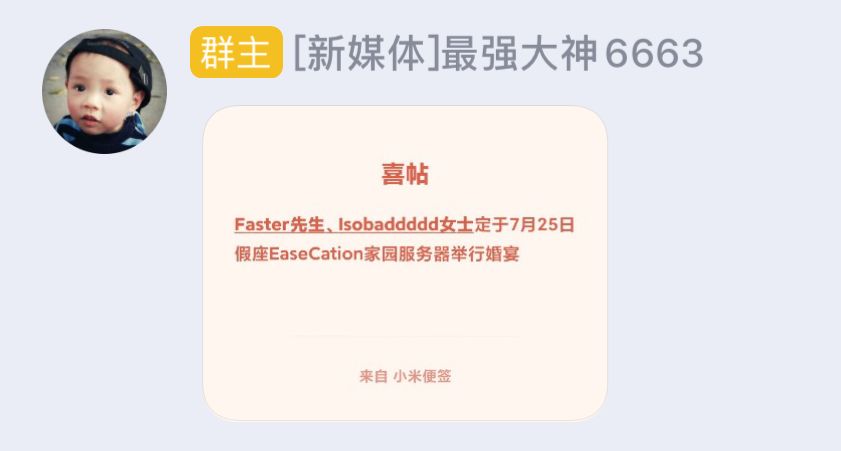 群主 [新媒体]最强大神6663
喜帖
Faster先生、Isobaddddd女士定于7月25日
假座EaseCation家园服务器举行婚宴
来自 小米便签